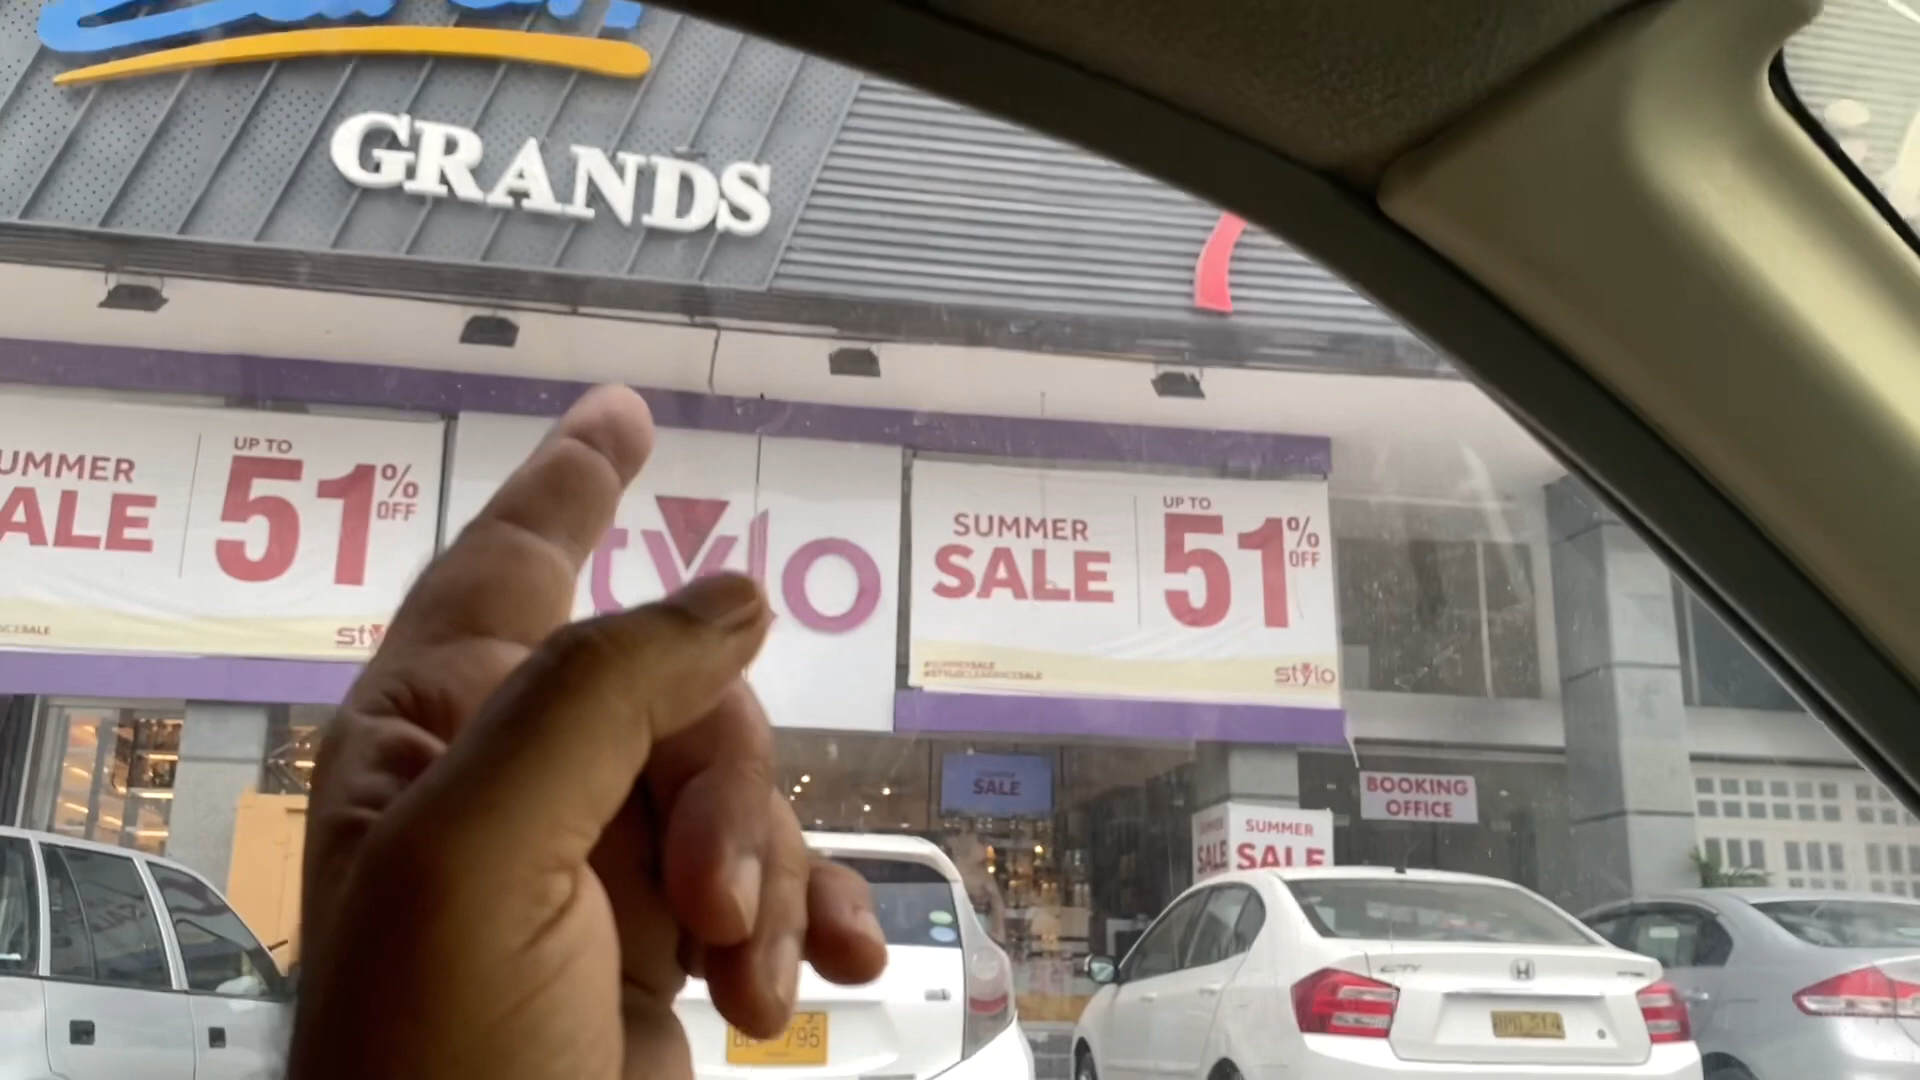 GRANDS
UMMER
ALE
UP TO
51%
OFF
stylo
SUMMER
SALE
UP TO
51%
OFF
#SUMMERSALE
#STYLOCLEARANCESALE
stylo
SALE
BOOKING
OFFICE
SUMMER
SALE
SALE
CITY
795